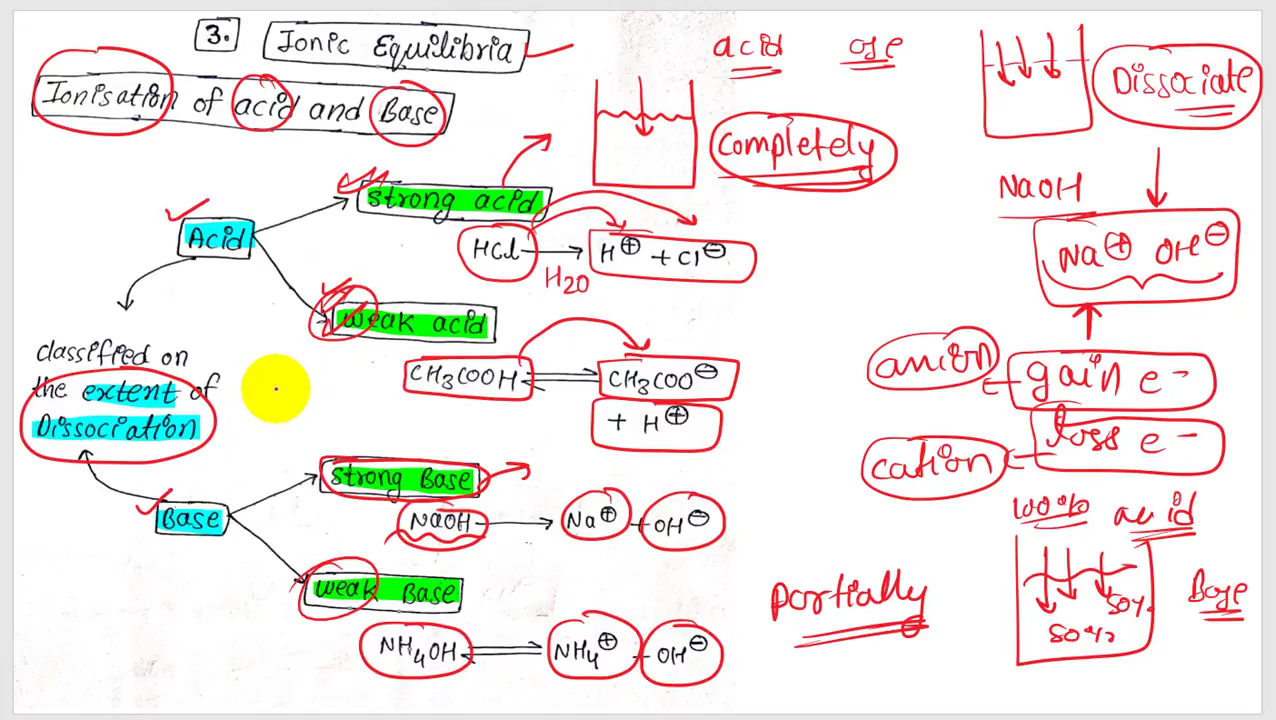 3. Ionic Equilibria
Ionisation of acid and Base
Acid
strong acid
HCl → H⊕ + Cl⊖
H2O
weak acid
CH₃COOH ⇌ CH₃COO⊖
+ H⊕
classified on
the extent of
Dissociation
Base
strong Base
NaOH → Na⊕ + OH⊖
weak Base
NH₄OH ⇌ NH₄⊕ + OH⊖
acid
completely
Dissociate
NaOH
Na⊕ OH⊖
anion ← gain e-
cation ← loss e-
100% acid
50%
50%
Partially